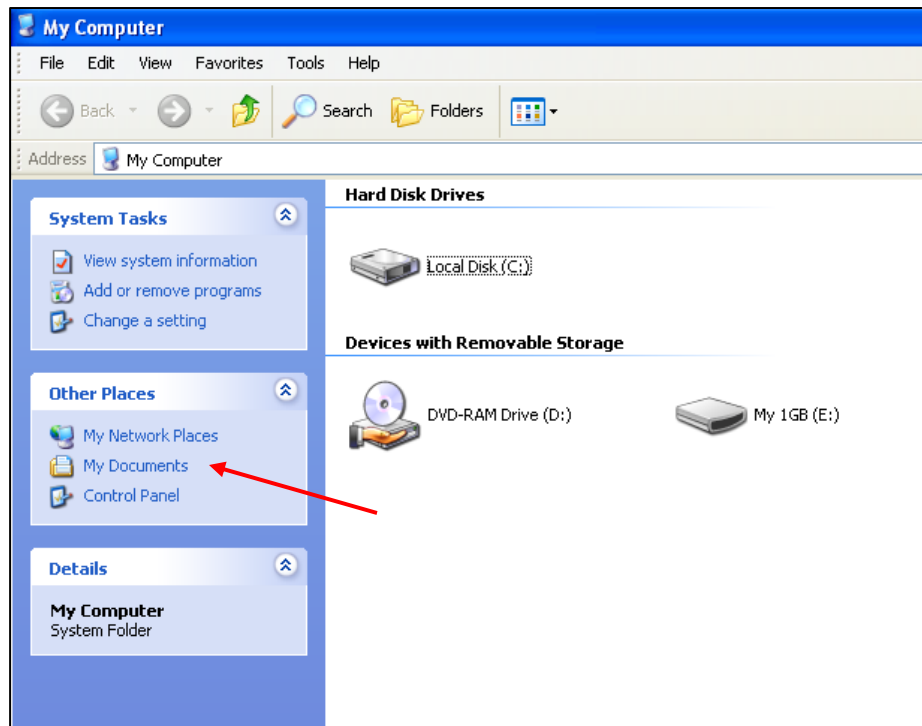 My Computer
File Edit View Favorites Tools Help
Back Search Folders
Address My Computer
System Tasks
View system information
Add or remove programs
Change a setting
Other Places
My Network Places
My Documents
Control Panel
Details
My Computer
System Folder
Hard Disk Drives
Local Disk (C:)
Devices with Removable Storage
DVD-RAM Drive (D:) My 1GB (E:)